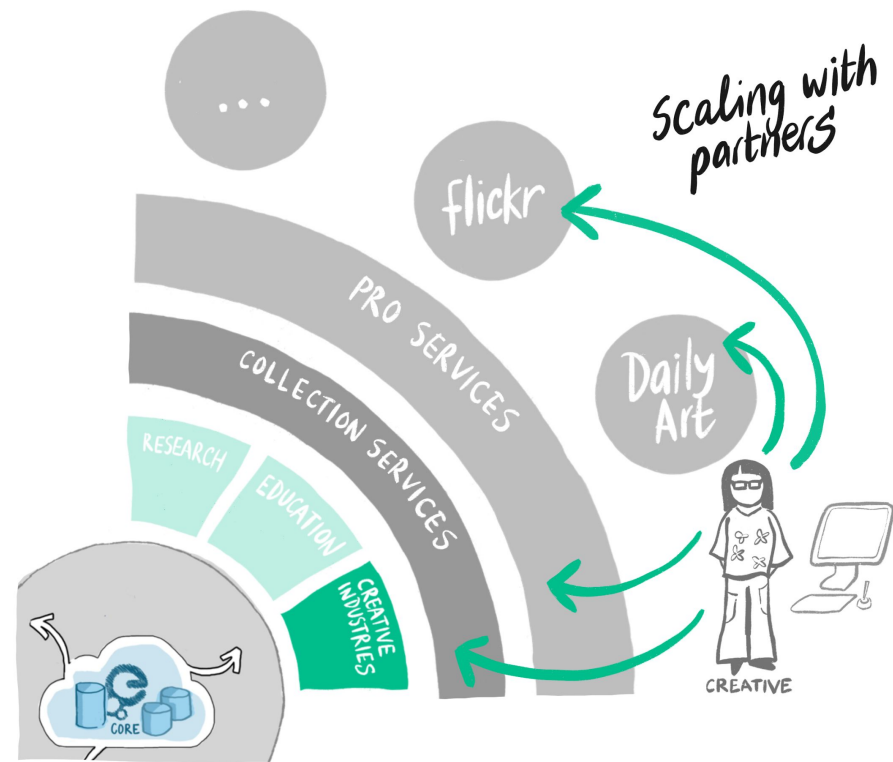 Scaling with
partners
...
flickr
Daily
Art
PRO SERVICES
COLLECTION SERVICES
RESEARCH
EDUCATION
CREATIVE
INDUSTRIES
CORE
CREATIVE